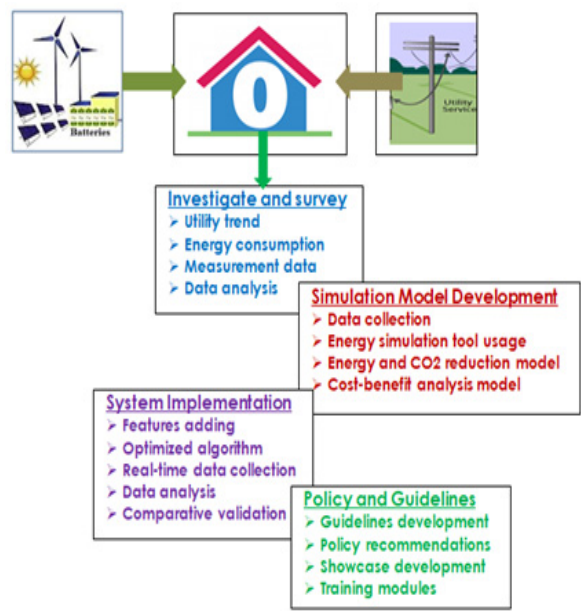 Batteries
0
Utility
Service
Investigate and survey
➢ Utility trend
➢ Energy consumption
➢ Measurement data
➢ Data analysis
Simulation Model Development
➢ Data collection
➢ Energy simulation tool usage
➢ Energy and CO2 reduction model
➢ Cost-benefit analysis model
System Implementation
➢ Features adding
➢ Optimized algorithm
➢ Real-time data collection
➢ Data analysis
➢ Comparative validation
Policy and Guidelines
➢ Guidelines development
➢ Policy recommendations
➢ Showcase development
➢ Training modules